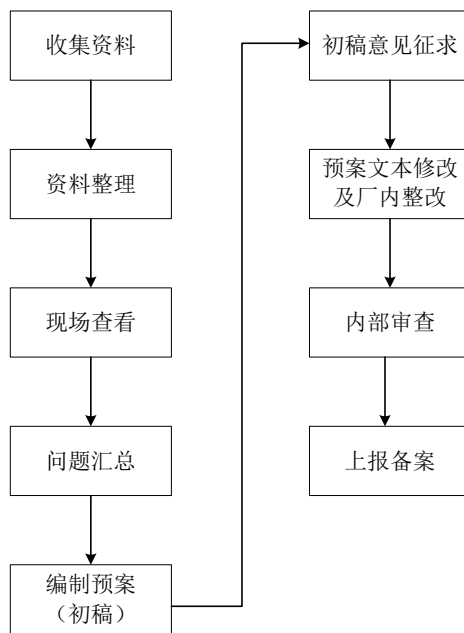 收集资料
资料整理
现场查看
问题汇总
编制预案
（初稿）
初稿意见征求
预案文本修改
及厂内整改
内部审查
上报备案